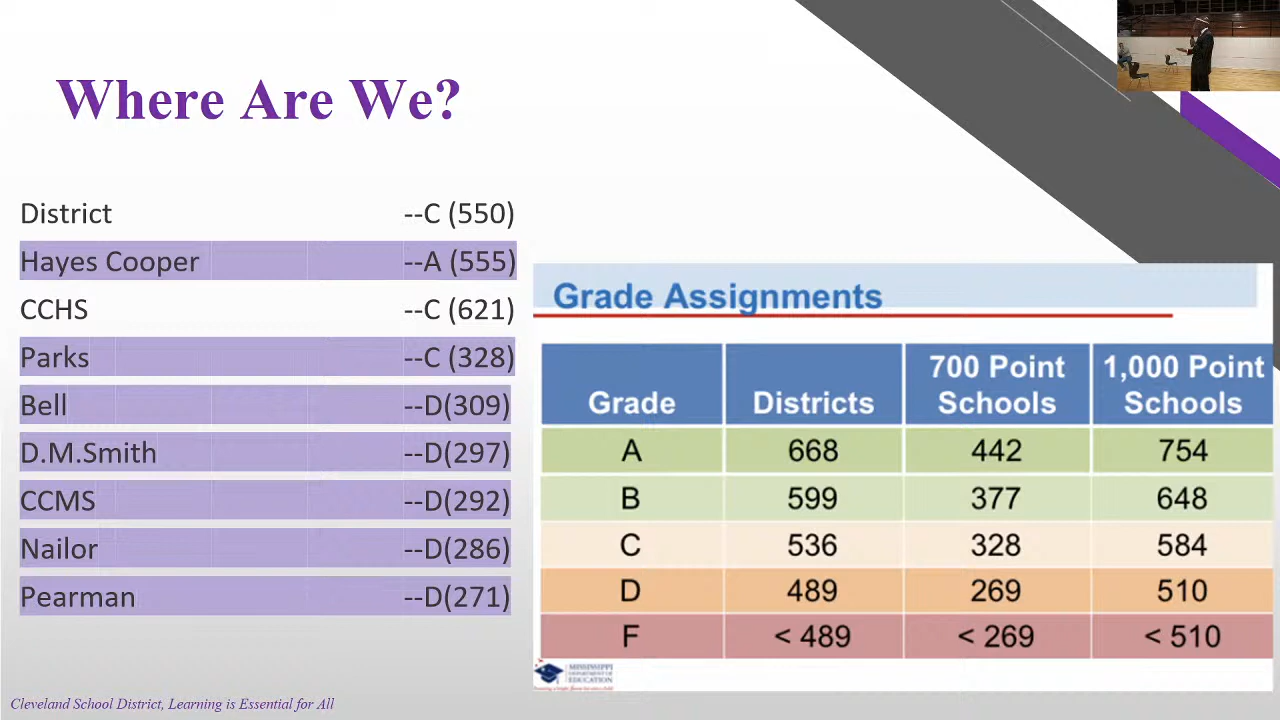 Where Are We?
District --C (550)
Hayes Cooper --A (555)
CCHS --C (621)
Parks --C (328)
Bell --D(309)
D.M.Smith --D(297)
CCMS --D(292)
Nailor --D(286)
Pearman --D(271)
Grade Assignments
Grade Districts 700 Point Schools 1,000 Point Schools
A 668 442 754
B 599 377 648
C 536 328 584
D 489 269 510
F < 489 < 269 < 510
MISSISSIPPI
DEPARTMENT OF
EDUCATION
Cleveland School District, Learning is Essential for All